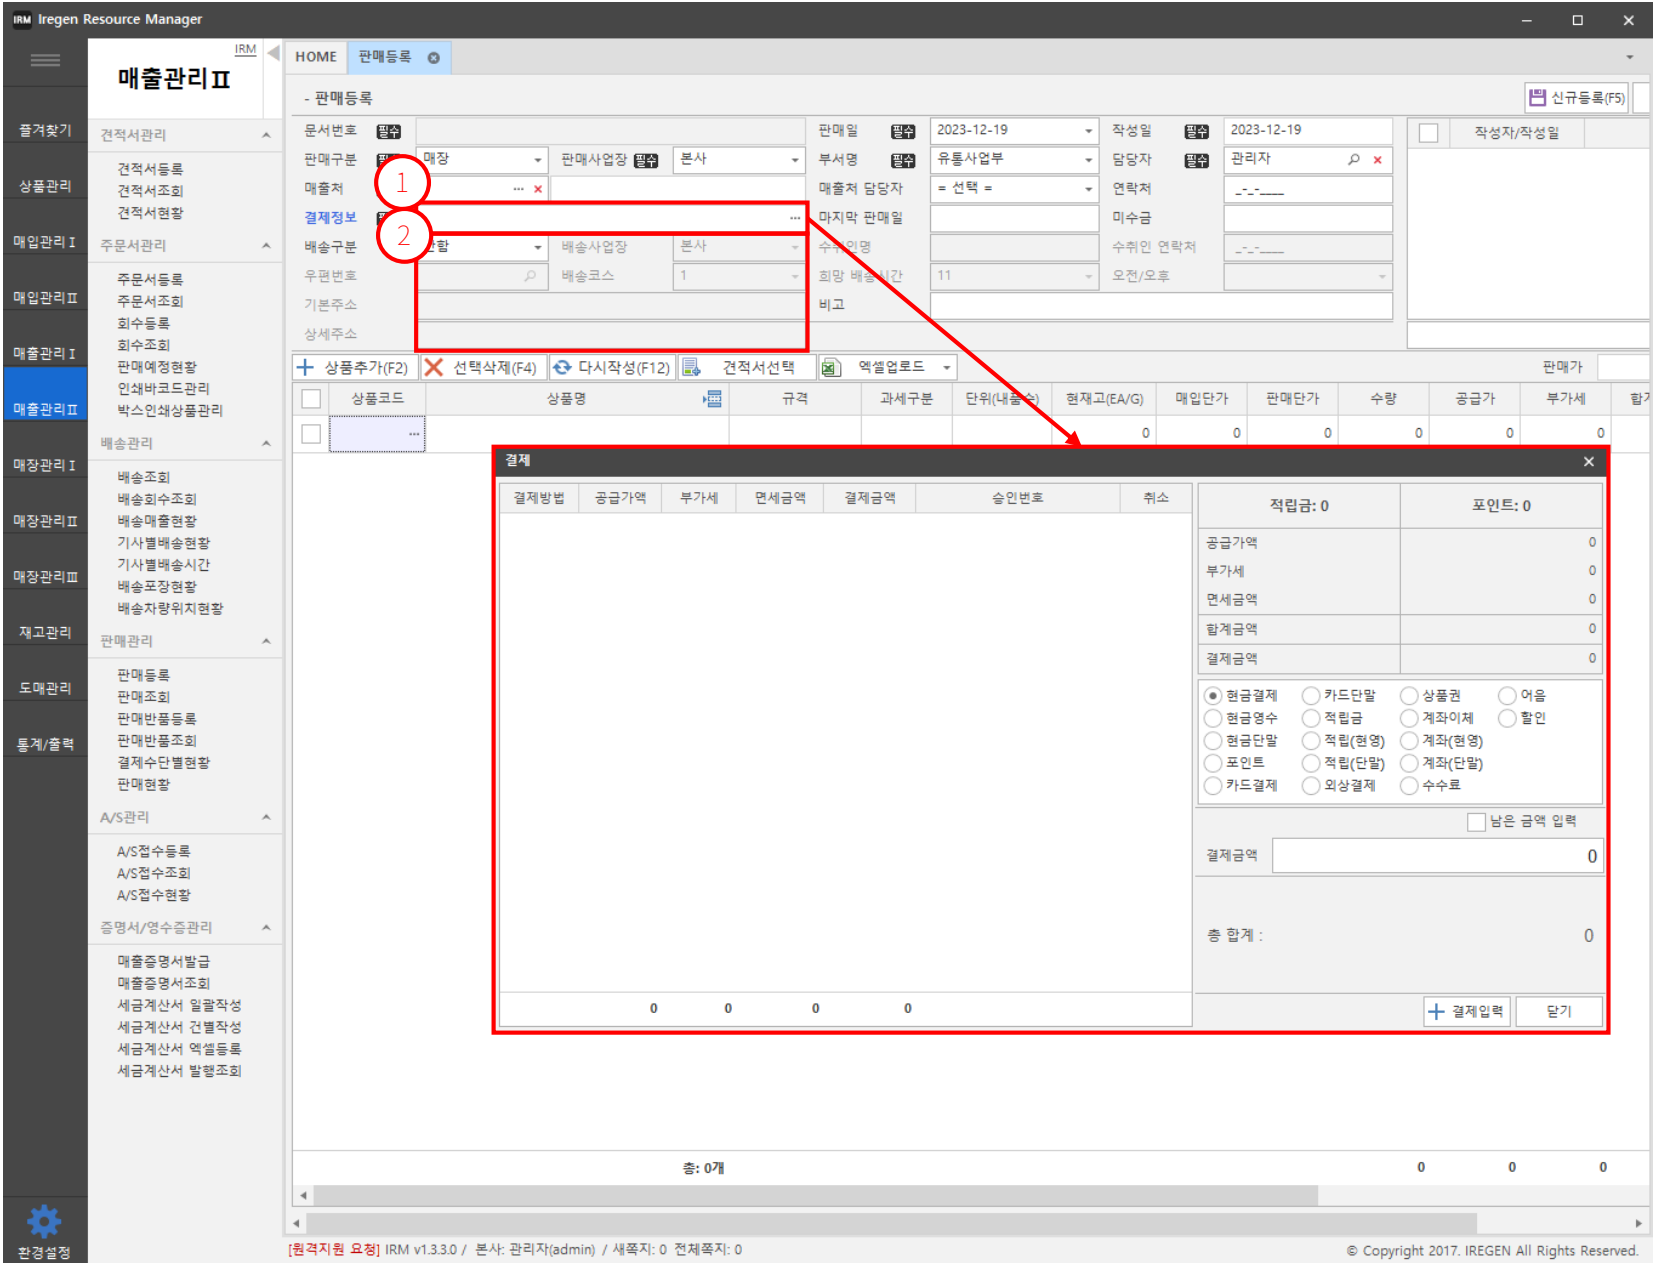 IRM Iregen Resource Manager
IRM
매출관리Ⅱ
HOME 판매등록
- 판매등록
신규등록(F5)
즐겨찾기
상품관리
매입관리Ⅰ
매입관리Ⅱ
매출관리Ⅰ
매출관리Ⅱ
매장관리Ⅰ
매장관리Ⅱ
매장관리Ⅲ
재고관리
도매관리
통계/출력
환경설정
견적서관리
견적서등록
견적서조회
견적서현황
주문서관리
주문서등록
주문서조회
회수등록
회수조회
판매예정현황
인쇄바코드관리
박스인쇄상품관리
배송관리
배송조회
배송회수조회
배송매출현황
기사별배송현황
기사별배송시간
배송포장현황
배송차량위치현황
판매관리
판매등록
판매조회
판매반품등록
판매반품조회
결제수단별현황
판매현황
A/S관리
A/S접수등록
A/S접수조회
A/S접수현황
증명서/영수증관리
매출증명서발급
매출증명서조회
세금계산서 일괄작성
세금계산서 건별작성
세금계산서 엑셀등록
세금계산서 발행조회
문서번호 필수 판매일 필수 2023-12-19 작성일 필수 2023-12-19 작성자/작성일
판매구분 매장 판매사업장 필수 본사 부서명 필수 유통사업부 담당자 필수 관리자
매출처 1 ... 매출처 담당자 = 선택 = 연락처 _-_-____
결제정보 ... 마지막 판매일 미수금
배송구분 2 안함 배송사업장 본사 수취인명 수취인 연락처 _-_-____
우편번호 배송코스 1 희망 배송시간 11 오전/오후
기본주소 비고
상세주소
상품추가(F2) 선택삭제(F4) 다시작성(F12) 견적서선택 엑셀업로드 판매가
상품코드 상품명 규격 과세구분 단위(내품수) 현재고(EA/G) 매입단가 판매단가 수량 공급가 부가세
... 0 0 0 0 0 0
결제
결제방법 공급가액 부가세 면세금액 결제금액 승인번호 취소
적립금: 0 포인트: 0
공급가액 0
부가세 0
면세금액 0
합계금액 0
결제금액 0
현금결제 카드단말 상품권 어음
현금영수 적립금 계좌이체 할인
현금단말 적립(현영) 계좌(현영)
포인트 적립(단말) 계좌(단말)
카드결제 외상결제 수수료
남은 금액 입력
결제금액 0
총 합계 : 0
0 0 0 0
결제입력 닫기
총: 0개 0 0 0
[원격지원 요청] IRM v1.3.3.0 / 본사: 관리자(admin) / 새쪽지: 0 전체쪽지: 0
© Copyright 2017. IREGEN All Rights Reserved.